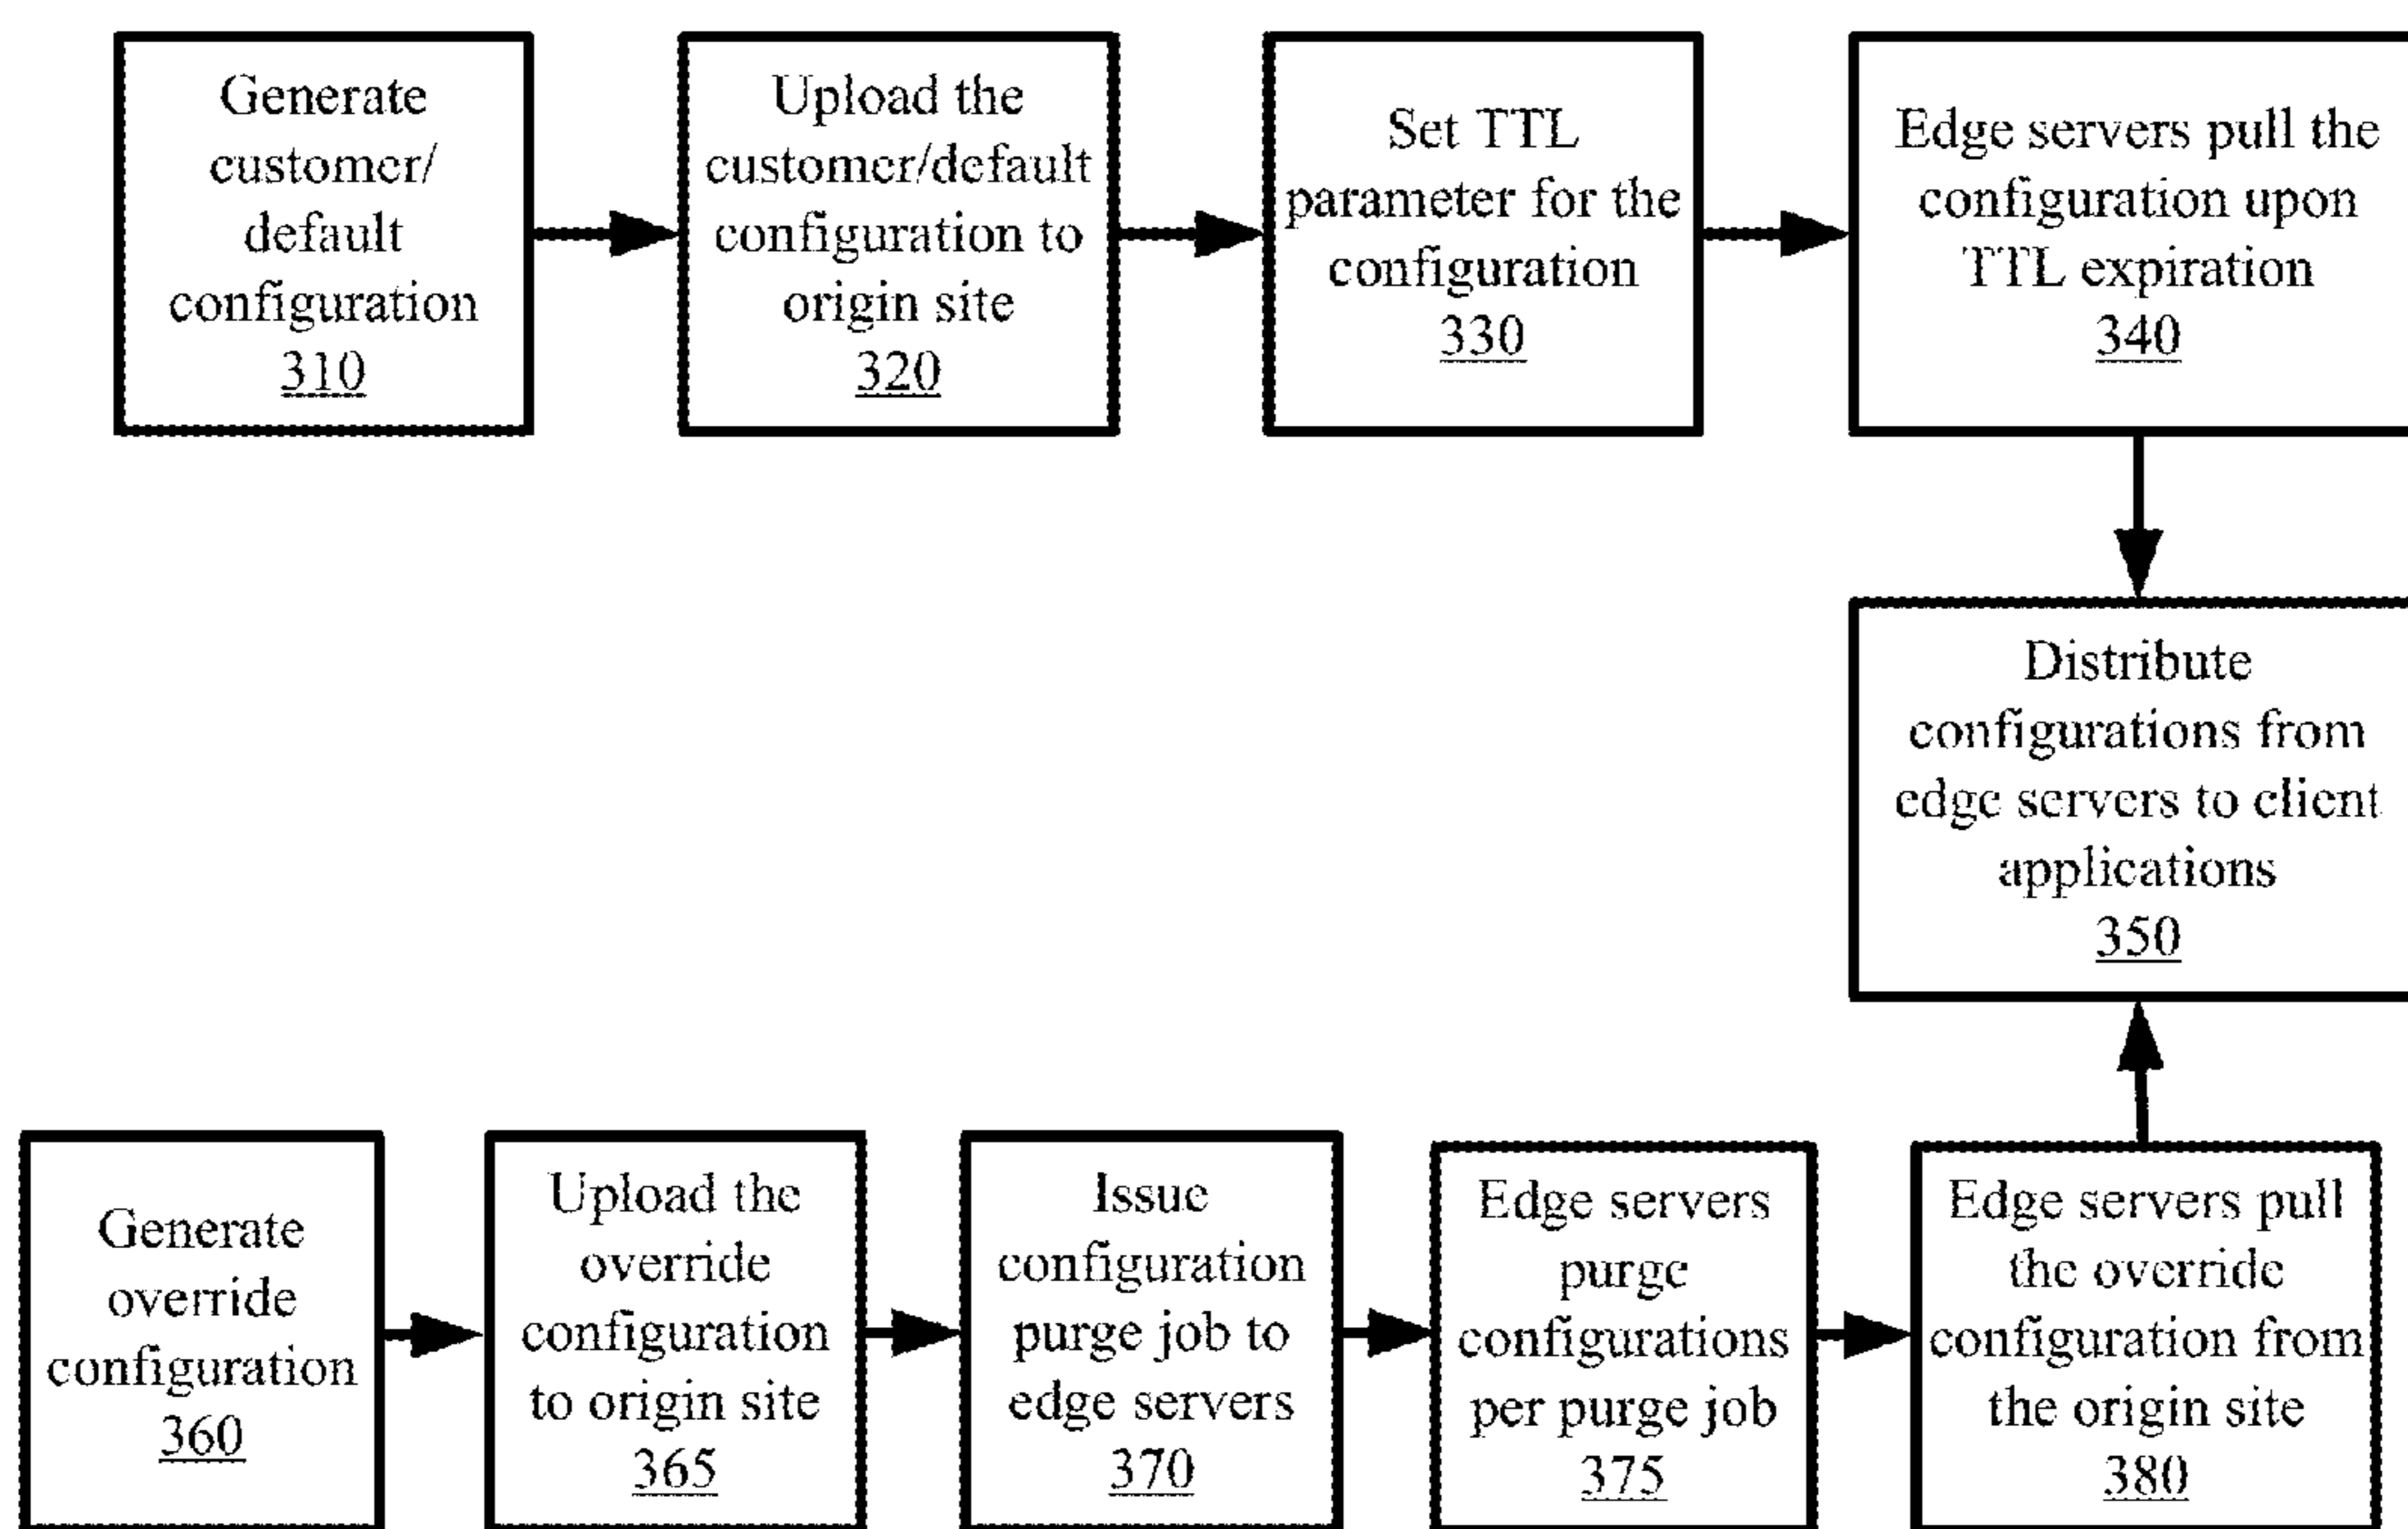 Generate
customer/
default
configuration
310
Upload the
customer/default
configuration to
origin site
320
Set TTL
parameter for the
configuration
330
Edge servers pull the
configuration upon
TTL expiration
340
Distribute
configurations from
edge servers to client
applications
350
Generate
override
configuration
360
Upload the
override
configuration
to origin site
365
Issue
configuration
purge job to
edge servers
370
Edge servers
purge
configurations
per purge job
375
Edge servers pull
the override
configuration from
the origin site
380